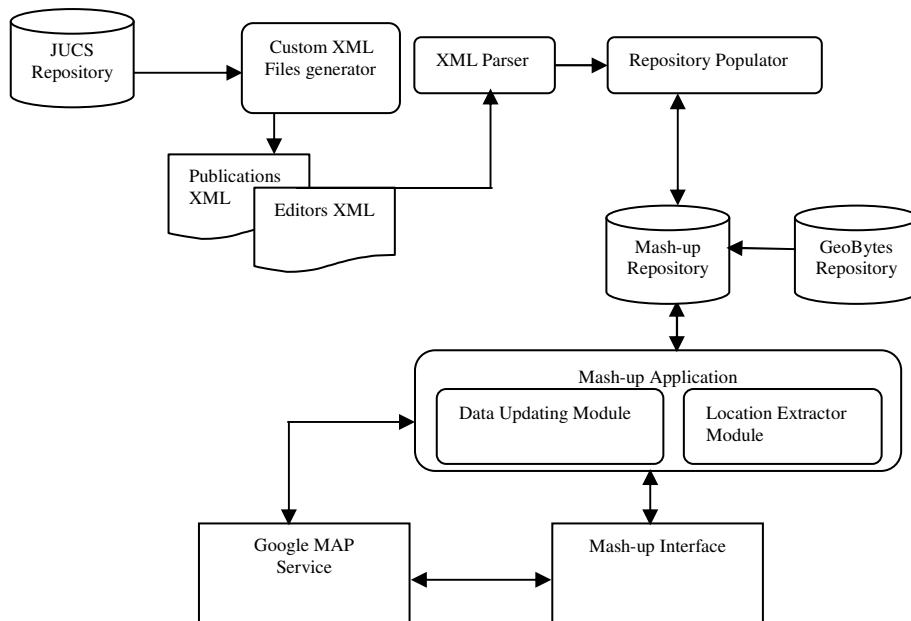 JUCS
Repository
Custom XML
Files generator
XML Parser
Repository Populator
Publications
XML
Editors XML
Mash-up
Repository
GeoBytes
Repository
Mash-up Application
Data Updating Module
Location Extractor
Module
Google MAP
Service
Mash-up Interface